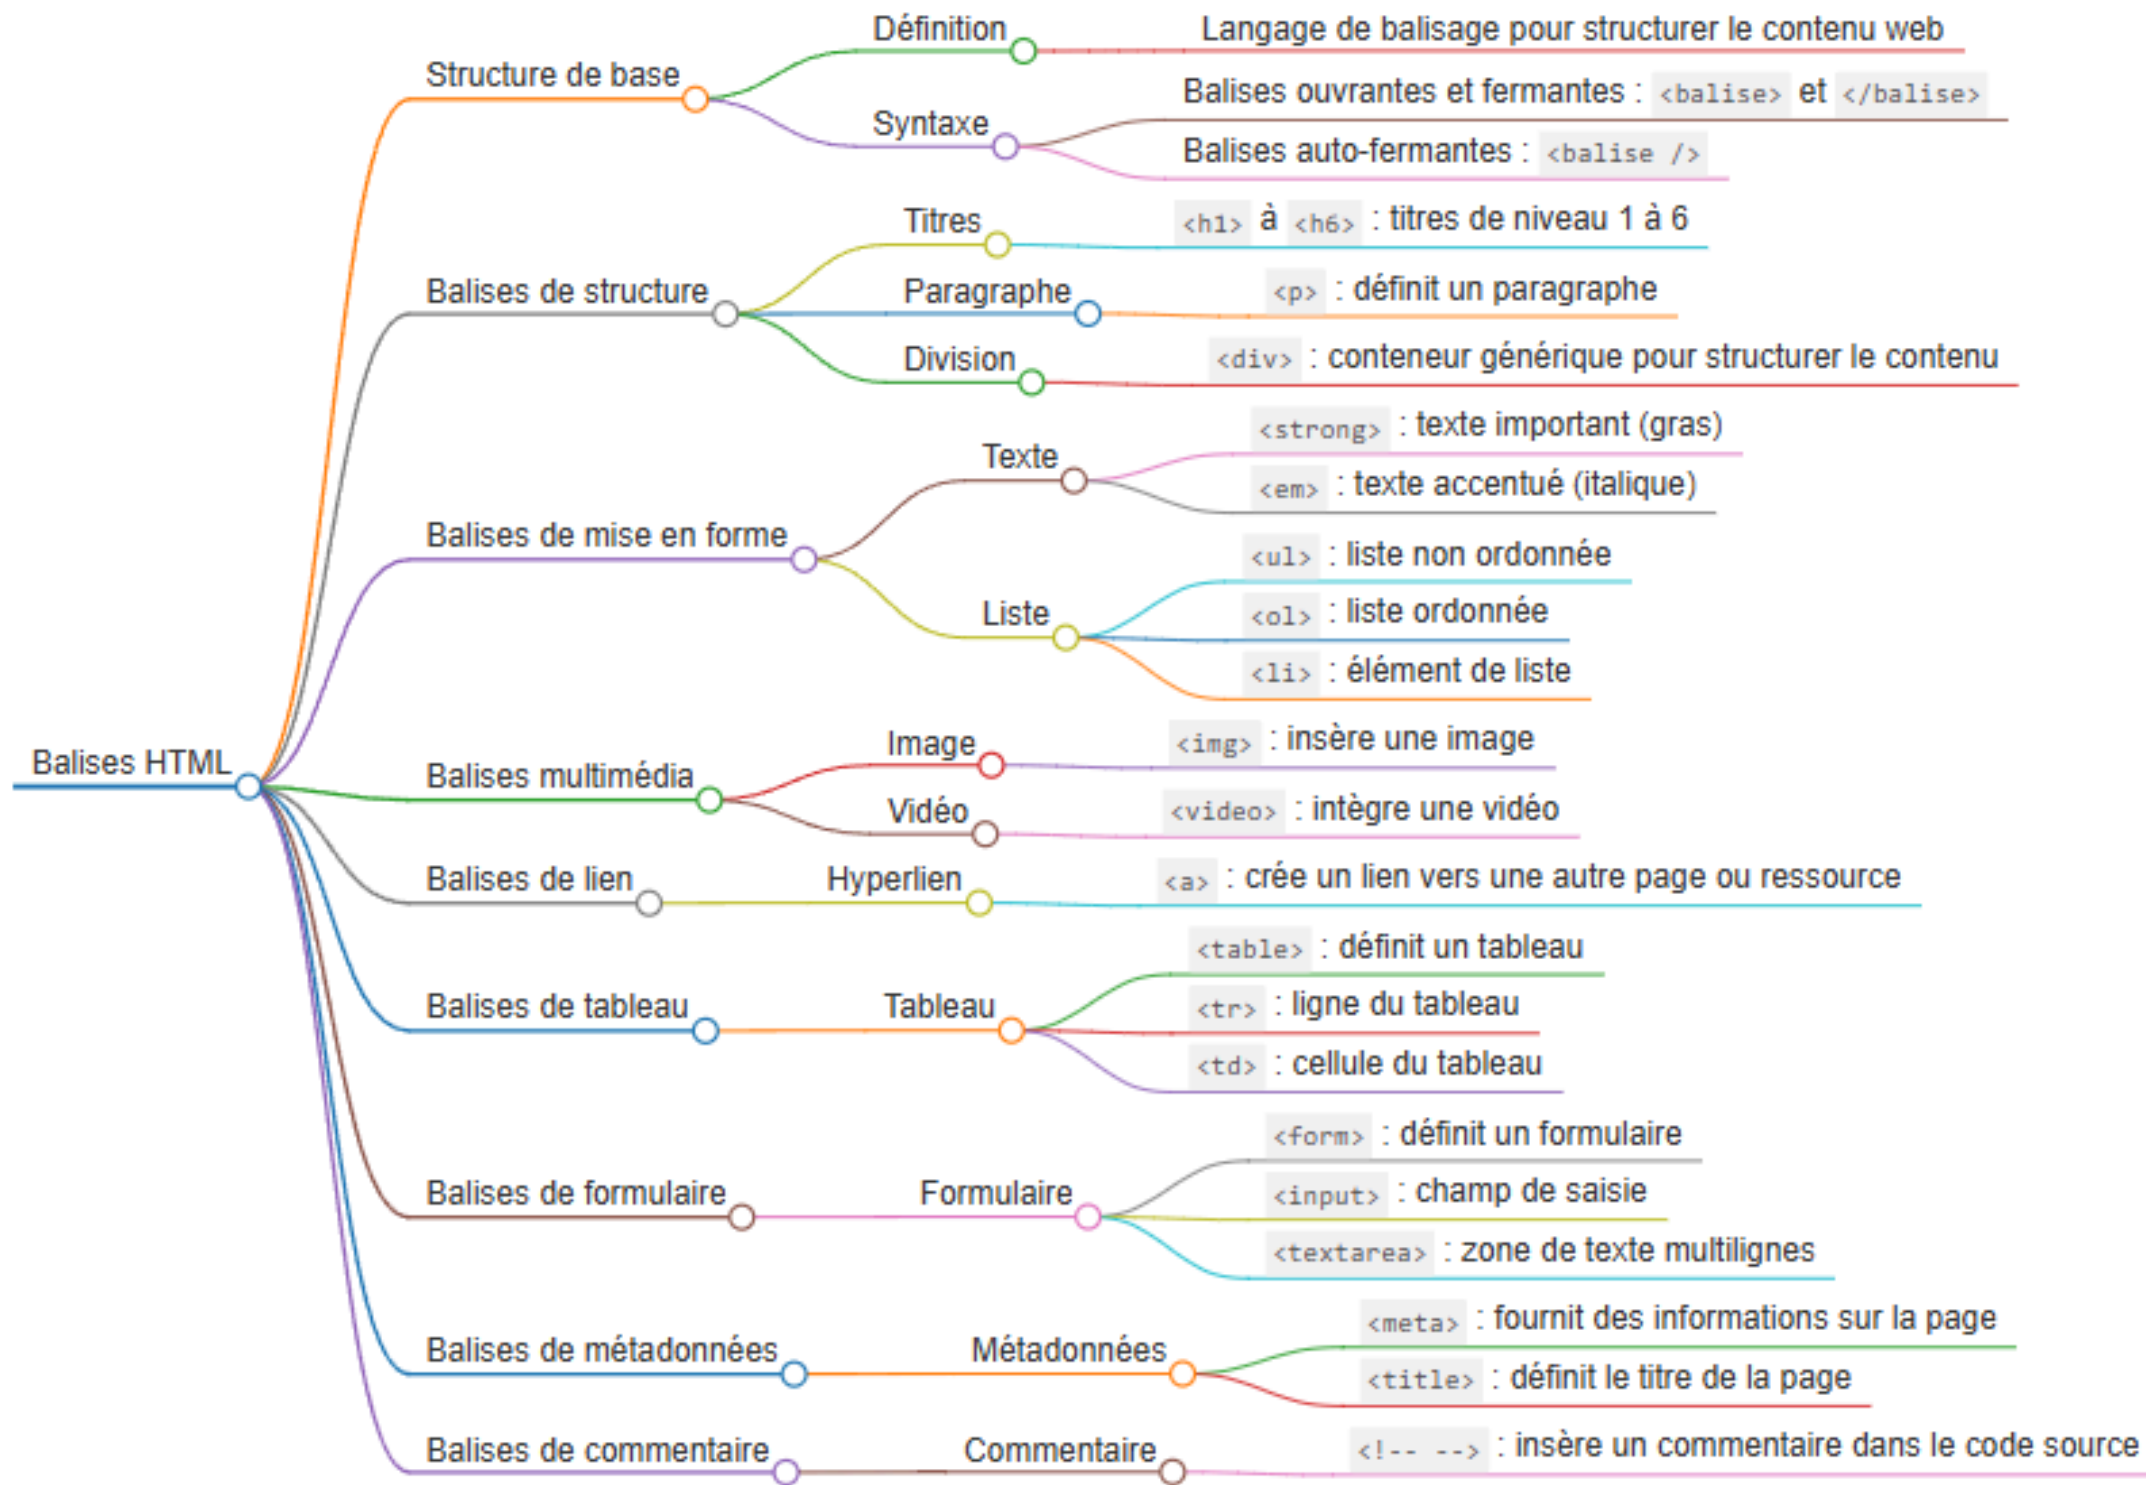 Balises HTML
Structure de base
Définition
Langage de balisage pour structurer le contenu web
Syntaxe
Balises ouvrantes et fermantes : <balise> et </balise>
Balises auto-fermantes : <balise />
Balises de structure
Titres
<h1> à <h6> : titres de niveau 1 à 6
Paragraphe
<p> : définit un paragraphe
Division
<div> : conteneur générique pour structurer le contenu
Balises de mise en forme
Texte
<strong> : texte important (gras)
<em> : texte accentué (italique)
Liste
<ul> : liste non ordonnée
<ol> : liste ordonnée
<li> : élément de liste
Balises multimédia
Image
<img> : insère une image
Vidéo
<video> : intègre une vidéo
Balises de lien
Hyperlien
<a> : crée un lien vers une autre page ou ressource
Balises de tableau
Tableau
<table> : définit un tableau
<tr> : ligne du tableau
<td> : cellule du tableau
Balises de formulaire
Formulaire
<form> : définit un formulaire
<input> : champ de saisie
<textarea> : zone de texte multilignes
Balises de métadonnées
Métadonnées
<meta> : fournit des informations sur la page
<title> : définit le titre de la page
Balises de commentaire
Commentaire
<!-- --> : insère un commentaire dans le code source